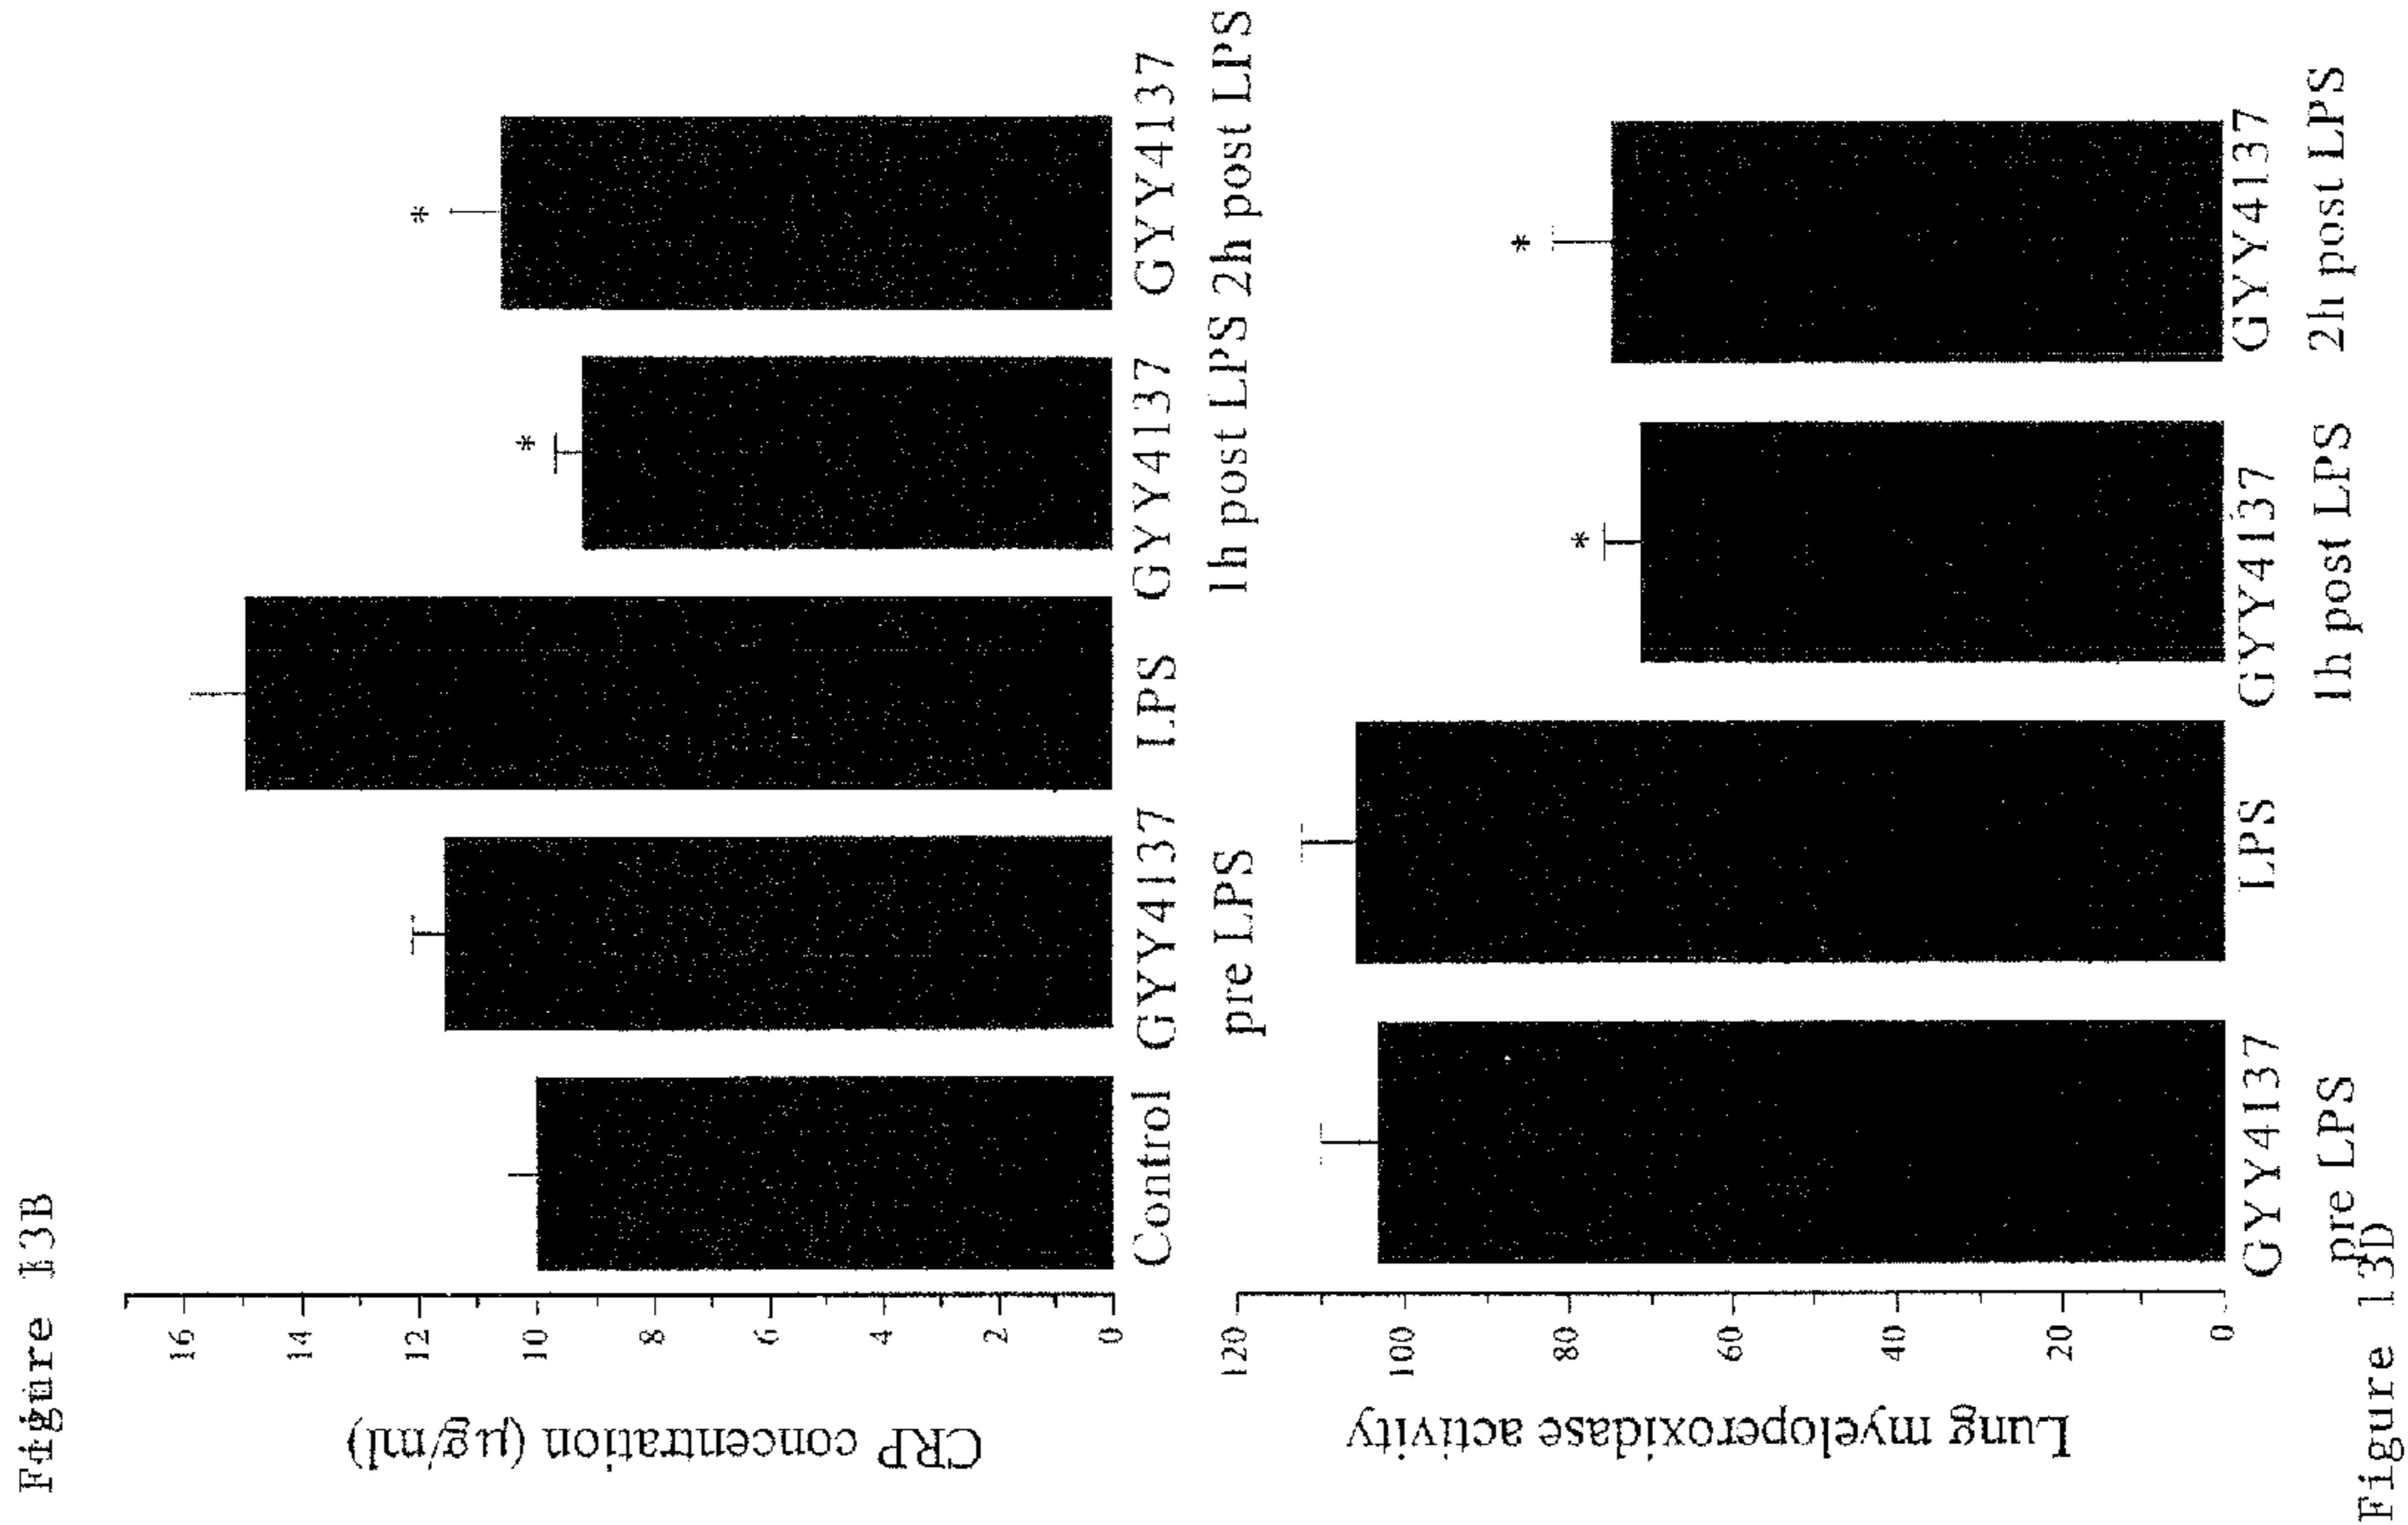 Figure 13B
CRP concentration (µg/ml)
16
14
12
10
8
6
4
2
0
Control GYY4137 LPS GYY4137 GYY4137
pre LPS 1h post LPS 2h post LPS
*
*
Lung myeloperoxidase activity
120
100
80
60
40
20
0
GYY4137 LPS GYY4137 GYY4137
pre LPS 1h post LPS 2h post LPS
*
*
Figure 13D